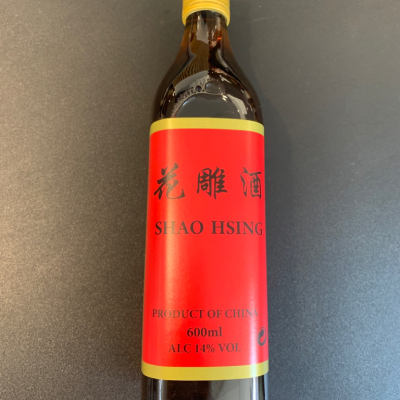 花雕酒
SHAO HSING
PRODUCT OF CHINA
600ml
ALC 14% VOL